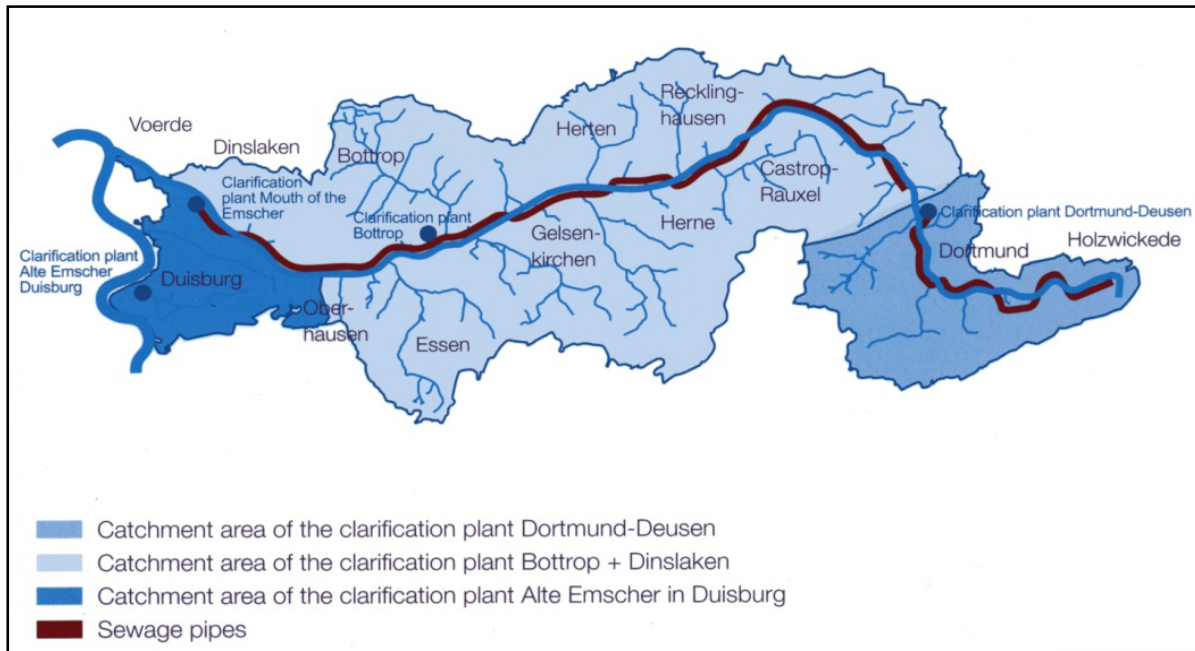 Voerde
Dinslaken
Bottrop
Herten
Reckling-
hausen
Castrop-
Rauxel
Clarification
plant Mouth of the
Emscher
Clarification plant
Bottrop
Clarification plant
Alte Emscher
Duisburg
Duisburg
Ober-
hausen
Essen
Gelsen-
kirchen
Herne
Clarification plant Dortmund-Deusen
Dortmund
Holzwickede
Catchment area of the clarification plant Dortmund-Deusen
Catchment area of the clarification plant Bottrop + Dinslaken
Catchment area of the clarification plant Alte Emscher in Duisburg
Sewage pipes